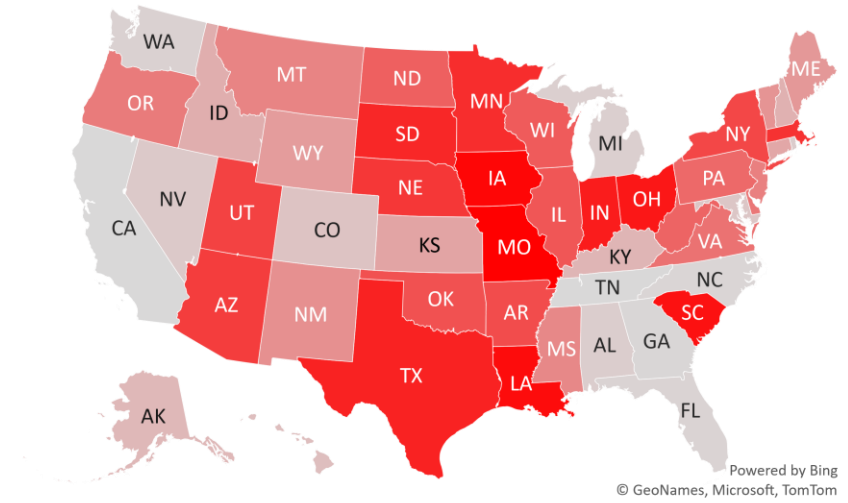 WA
MT
ND
MN
ME
OR
ID
SD
WI
MI
NY
WY
IA
PA
NE
NV
UT
CO
IL
IN
OH
CA
KS
MO
KY
VA
AZ
NM
OK
AR
TN
NC
SC
TX
LA
MS
AL
GA
AK
FL
Powered by Bing
© GeoNames, Microsoft, TomTom